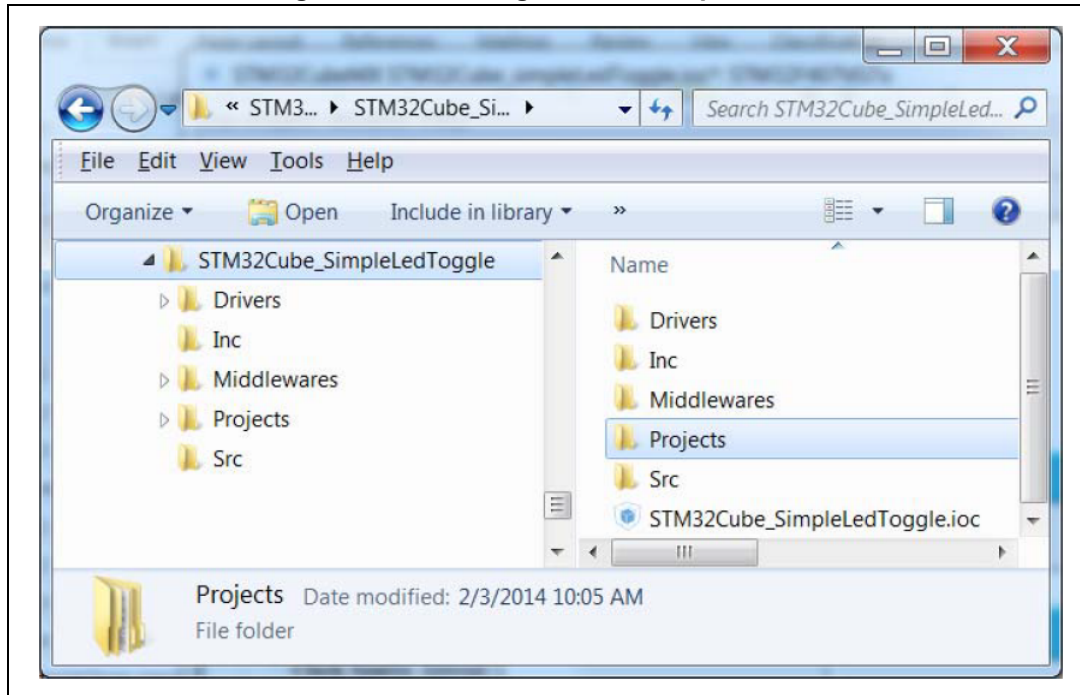 « STM3... ▸ STM32Cube_Si... ▸ Search STM32Cube_SimpleLed...
File Edit View Tools Help
Organize Open Include in library »
STM32Cube_SimpleLedToggle
Drivers
Inc
Middlewares
Projects
Src
Name
Drivers
Inc
Middlewares
Projects
Src
STM32Cube_SimpleLedToggle.ioc
Projects Date modified: 2/3/2014 10:05 AM
File folder